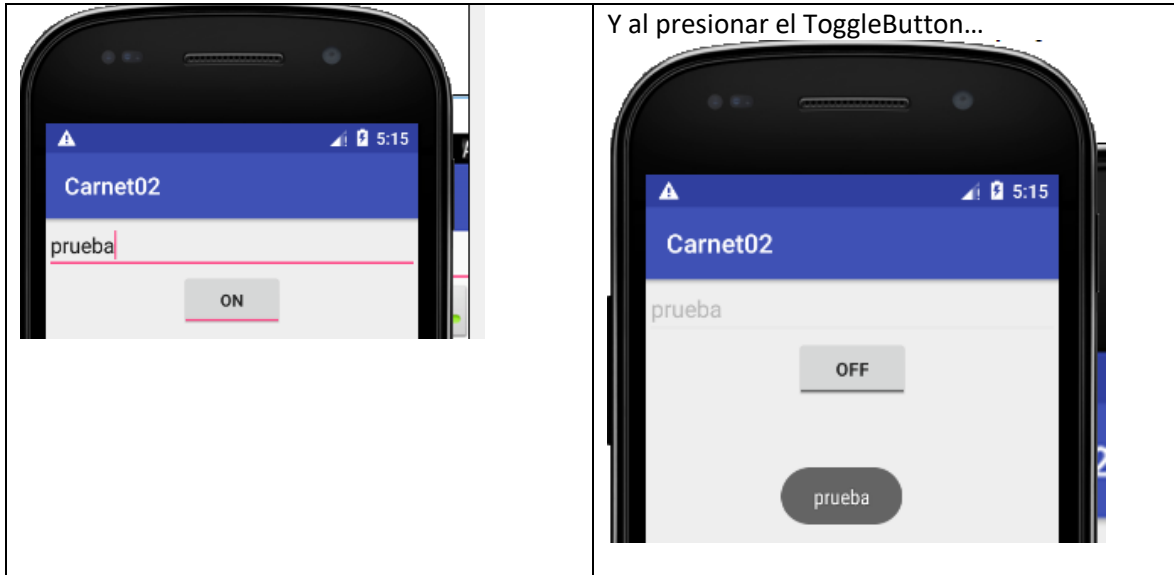 5:15
Carnet02
prueba
ON
Y al presionar el ToggleButton...
5:15
Carnet02
prueba
OFF
prueba